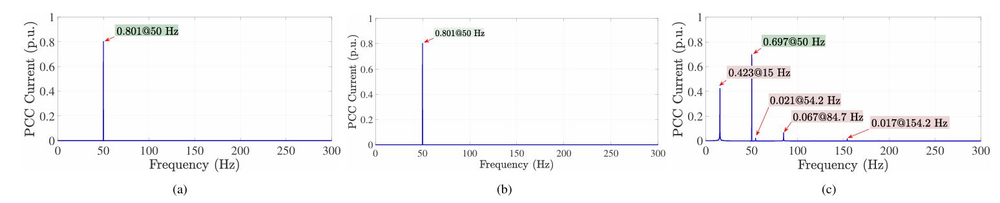 1
0.8
0.6
0.4
0.2
0
PCC Current (p.u.)
0.801@50 Hz
0 50 100 150 200 250 300
Frequency (Hz)
(a)
1
0.8
0.6
0.4
0.2
0
PCC Current (p.u.)
0.801@50 Hz
0 50 100 150 200 250 300
Frequency (Hz)
(b)
1
0.8
0.6
0.4
0.2
0
PCC Current (p.u.)
0.697@50 Hz
0.423@15 Hz
0.021@54.2 Hz
0.067@84.7 Hz
0.017@154.2 Hz
0 50 100 150 200 250 300
Frequency (Hz)
(c)